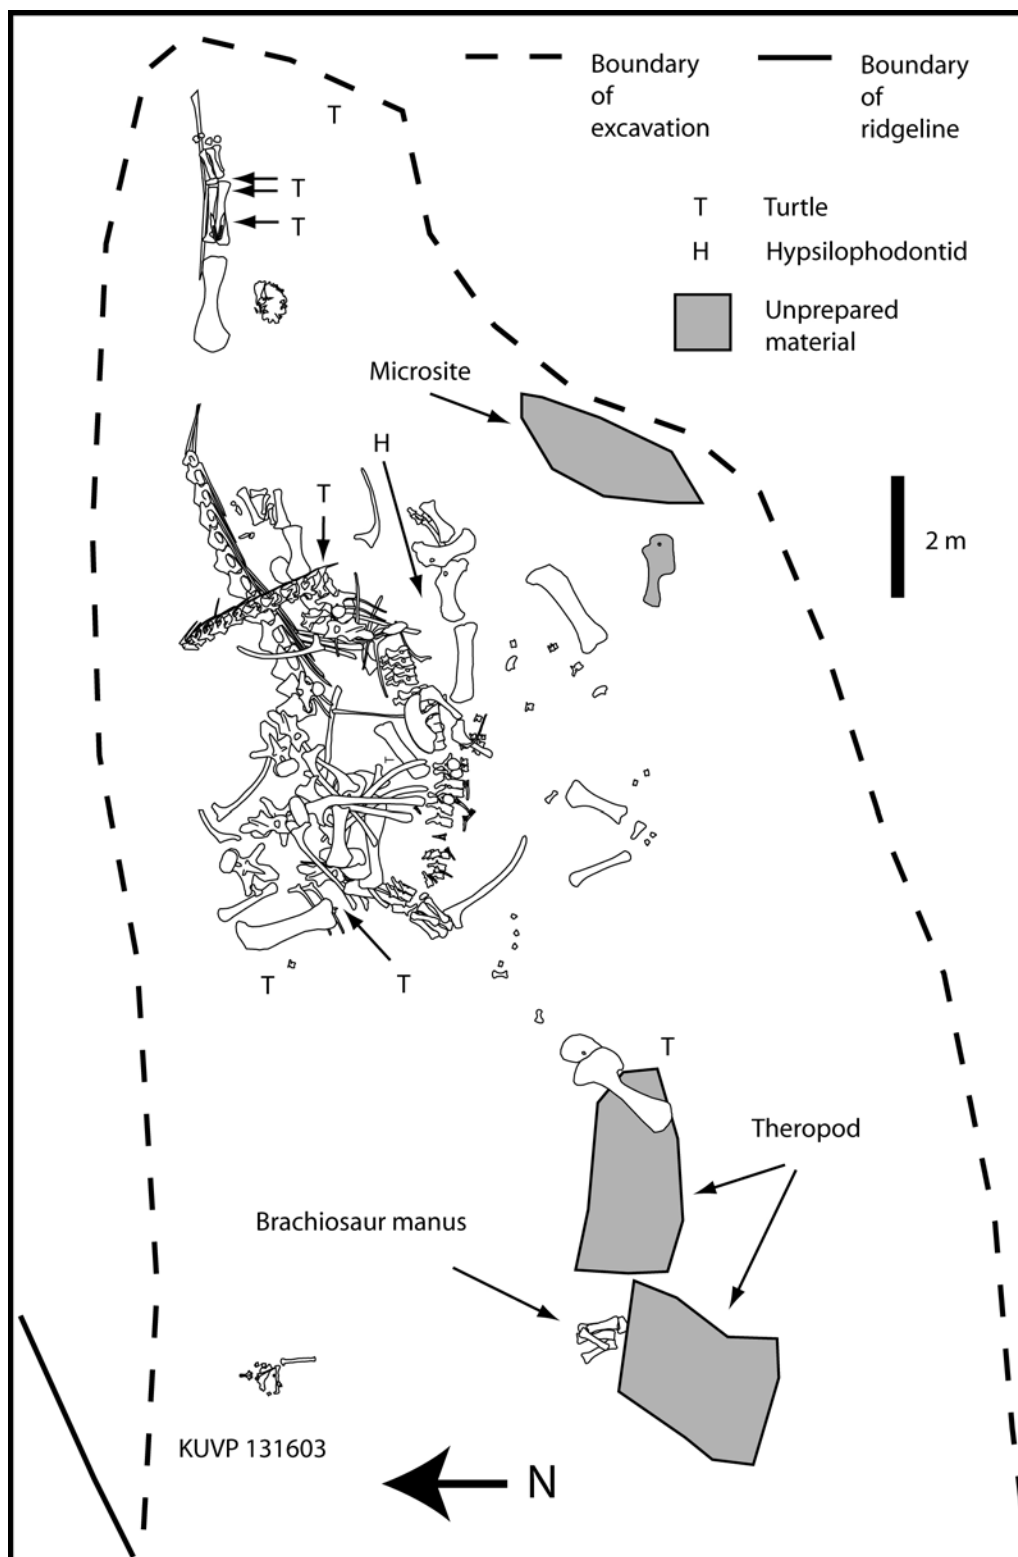 Boundary
of
excavation
Boundary
of
ridgeline
T
T
T
T Turtle
H Hypsilophodontid
Unprepared
material
Microsite
H
T
2 m
T
T
T
T
Theropod
Brachiosaur manus
KUVP 131603
N